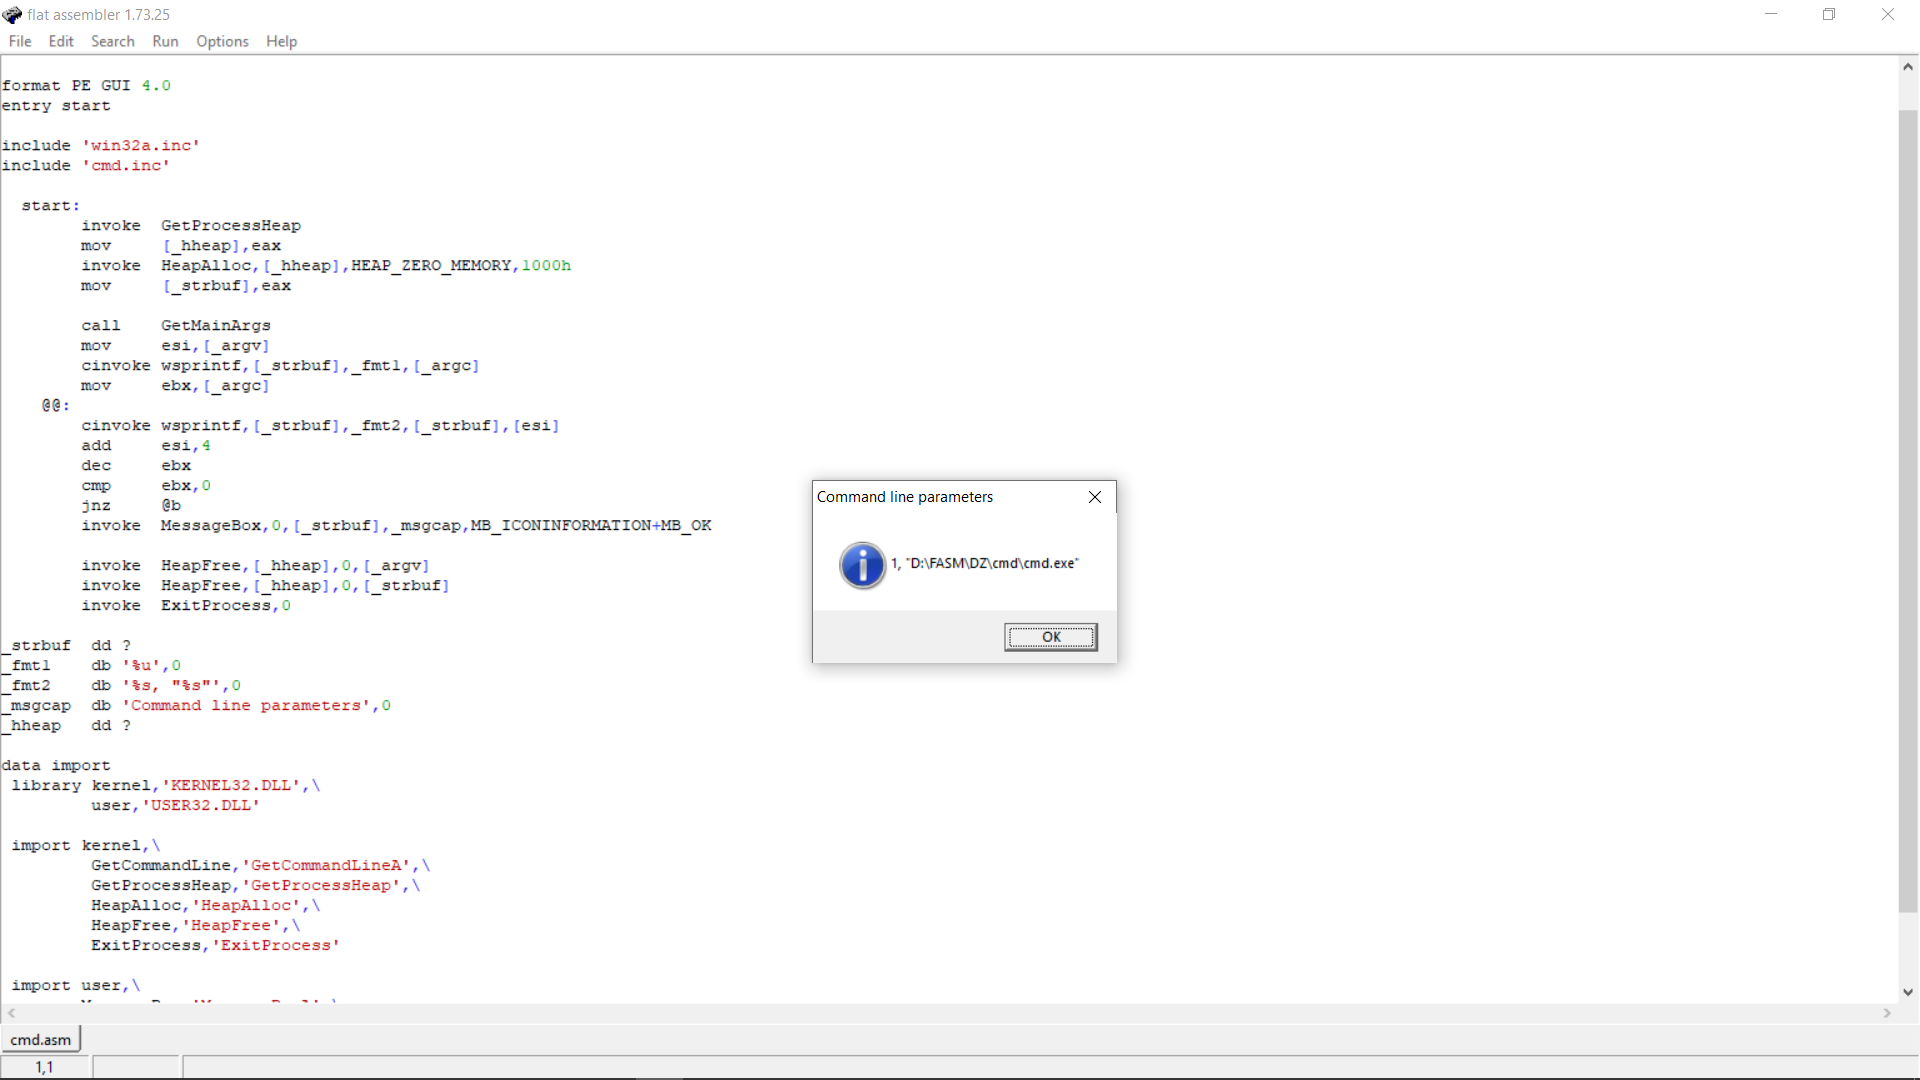 flat assembler 1.73.25
File Edit Search Run Options Help
format PE GUI 4.0
entry start
include 'win32a.inc'
include 'cmd.inc'
start:
invoke GetProcessHeap
mov [_hheap],eax
invoke HeapAlloc,[_hheap],HEAP_ZERO_MEMORY,1000h
mov [_strbuf],eax
call GetMainArgs
mov esi,[_argv]
cinvoke wsprintf,[_strbuf],_fmt1,[_argc]
mov ebx,[_argc]
@@:
cinvoke wsprintf,[_strbuf],_fmt2,[_strbuf],[esi]
add esi,4
dec ebx
cmp ebx,0
jnz @b
invoke MessageBox,0,[_strbuf],_msgcap,MB_ICONINFORMATION+MB_OK
invoke HeapFree,[_hheap],0,[_argv]
invoke HeapFree,[_hheap],0,[_strbuf]
invoke ExitProcess,0
_strbuf dd ?
_fmt1 db '%u',0
_fmt2 db '%s, "%s"',0
_msgcap db 'Command line parameters',0
_hheap dd ?
data import
library kernel,'KERNEL32.DLL',\
user,'USER32.DLL'
import kernel,\
GetCommandLine,'GetCommandLineA',\
GetProcessHeap,'GetProcessHeap',\
HeapAlloc,'HeapAlloc',\
HeapFree,'HeapFree',\
ExitProcess,'ExitProcess'
import user,\
Command line parameters
1, "D:\FASM\DZ\cmd\cmd.exe"
OK
cmd.asm
1,1